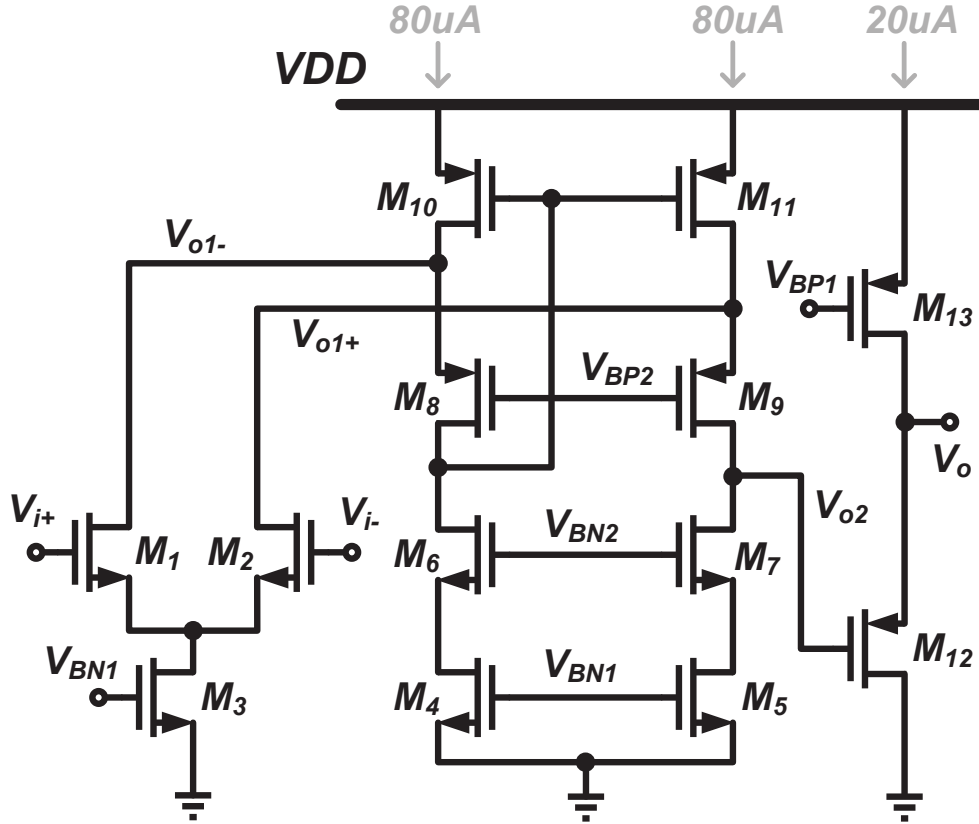 80uA 80uA 20uA
VDD
M10 M11
Vo1-
VBP1
M13
Vo1+
VBP2
M8 M9
Vo
Vi+ Vi- Vo2
M1 M2 M6 VBN2 M7
M12
VBN1 VBN1
M3 M4 M5